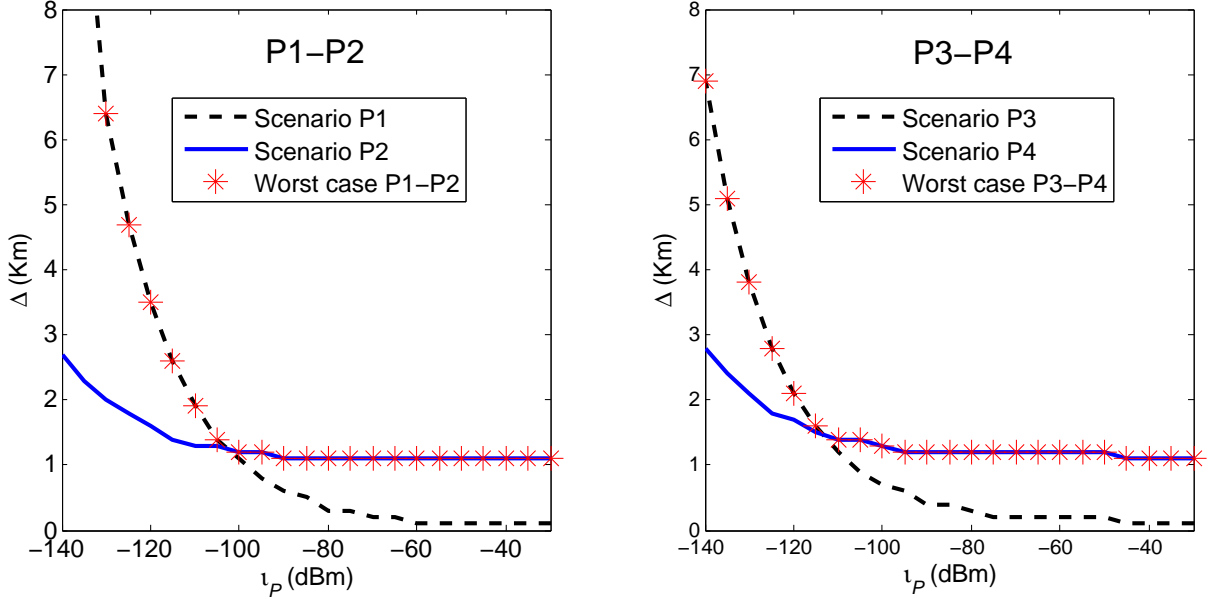 P1−P2
Scenario P1
Scenario P2
Worst case P1−P2
Δ (Km)
8
7
6
5
4
3
2
1
0
−140 −120 −100 −80 −60 −40
ι_P (dBm)
P3−P4
Scenario P3
Scenario P4
Worst case P3−P4
Δ (Km)
8
7
6
5
4
3
2
1
0
−140 −120 −100 −80 −60 −40
ι_P (dBm)